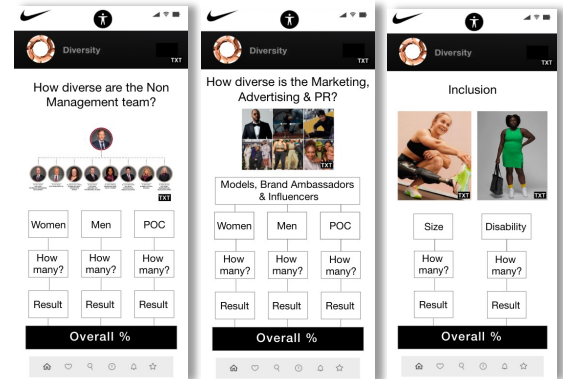 Diversity
TXT
How diverse are the Non
Management team?
TXT
Women
Men
POC
How
many?
How
many?
How
many?
Result
Result
Result
Overall %
Diversity
TXT
How diverse is the Marketing,
Advertising & PR?
TXT
Models, Brand Ambassadors
& Influencers
Women
Men
POC
How
many?
How
many?
How
many?
Result
Result
Result
Overall %
Diversity
TXT
Inclusion
TXT
TXT
Size
Disability
How
many?
How
many?
Result
Result
Overall %